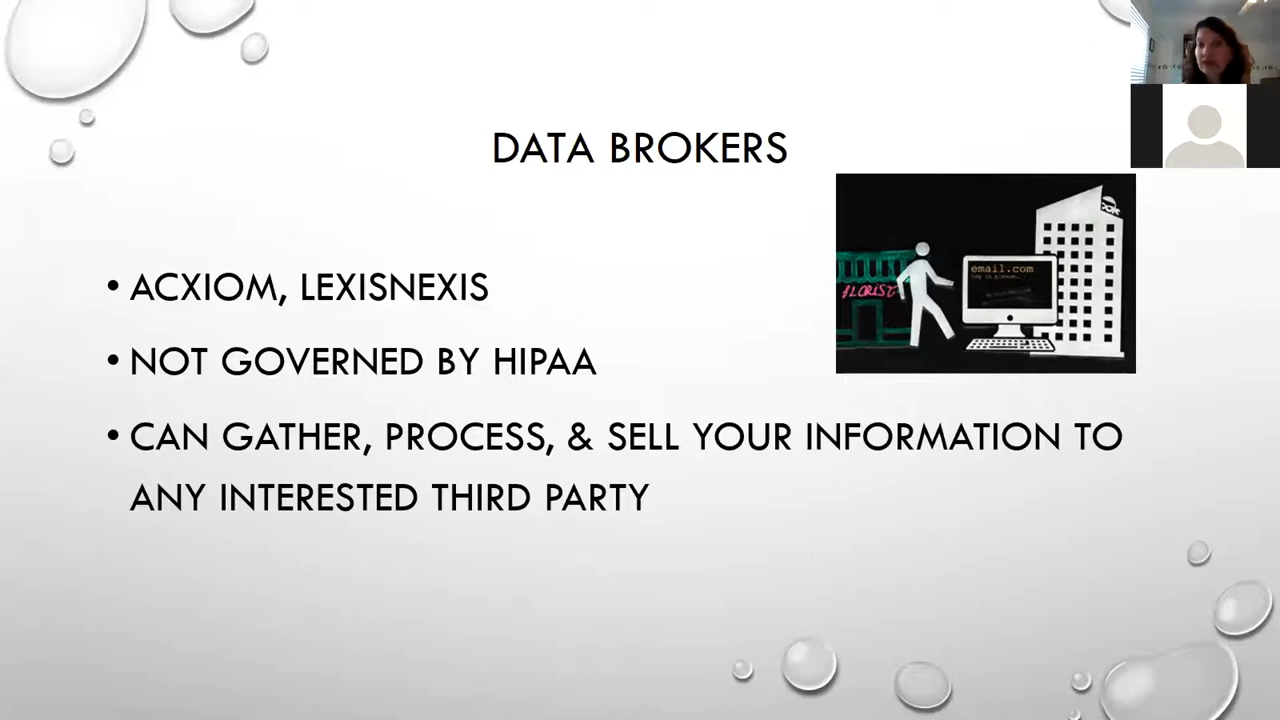 DATA BROKERS
email.com
FLORIST
• ACXIOM, LEXISNEXIS
• NOT GOVERNED BY HIPAA
• CAN GATHER, PROCESS, & SELL YOUR INFORMATION TO
ANY INTERESTED THIRD PARTY